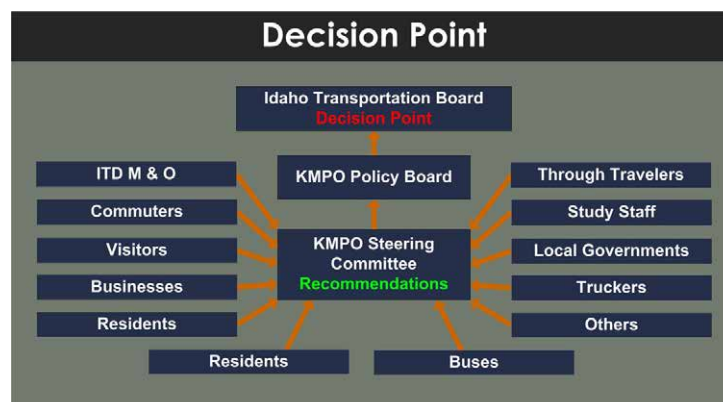 Decision Point
Idaho Transportation Board
Decision Point
ITD M & O
KMPO Policy Board
Through Travelers
Commuters
Study Staff
Visitors
KMPO Steering
Committee
Recommendations
Local Governments
Businesses
Truckers
Residents
Others
Residents
Buses